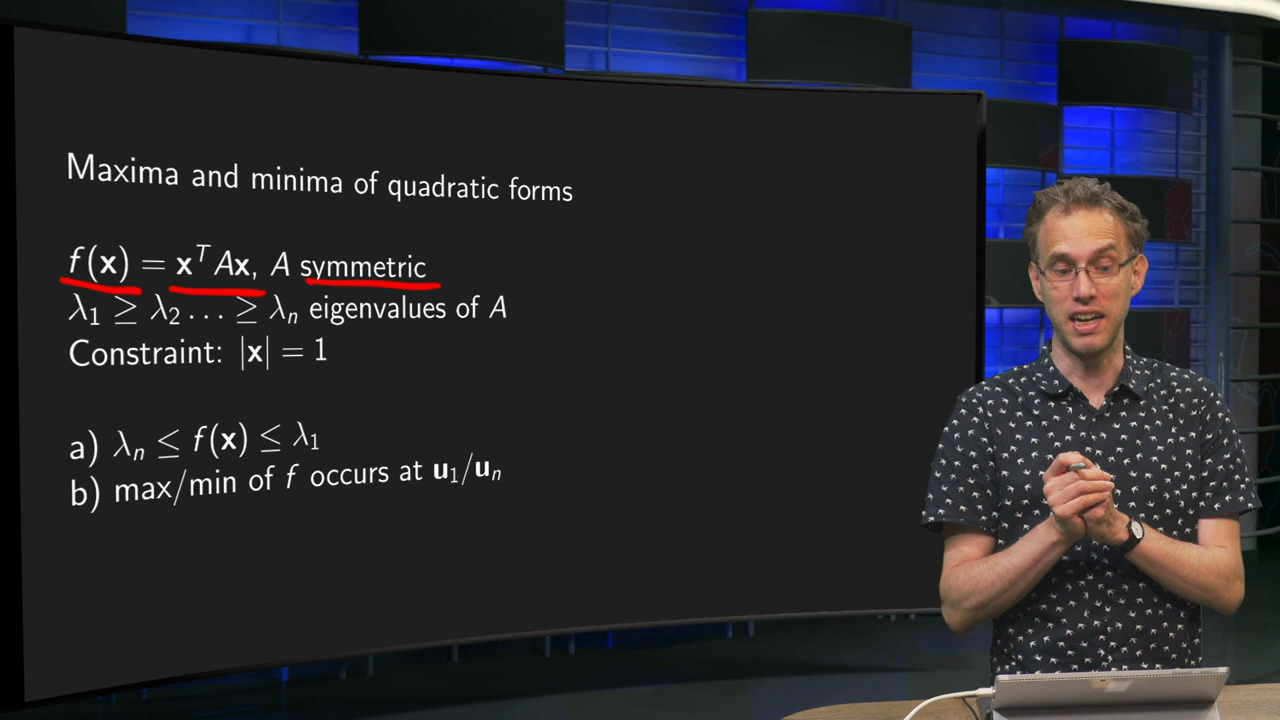 Maxima and minima of quadratic forms
f(x) = xᵀAx, A symmetric
λ₁ ≥ λ₂ … ≥ λₙ eigenvalues of A
Constraint: |x| = 1
a) λₙ ≤ f(x) ≤ λ₁
b) max/min of f occurs at u₁/uₙ